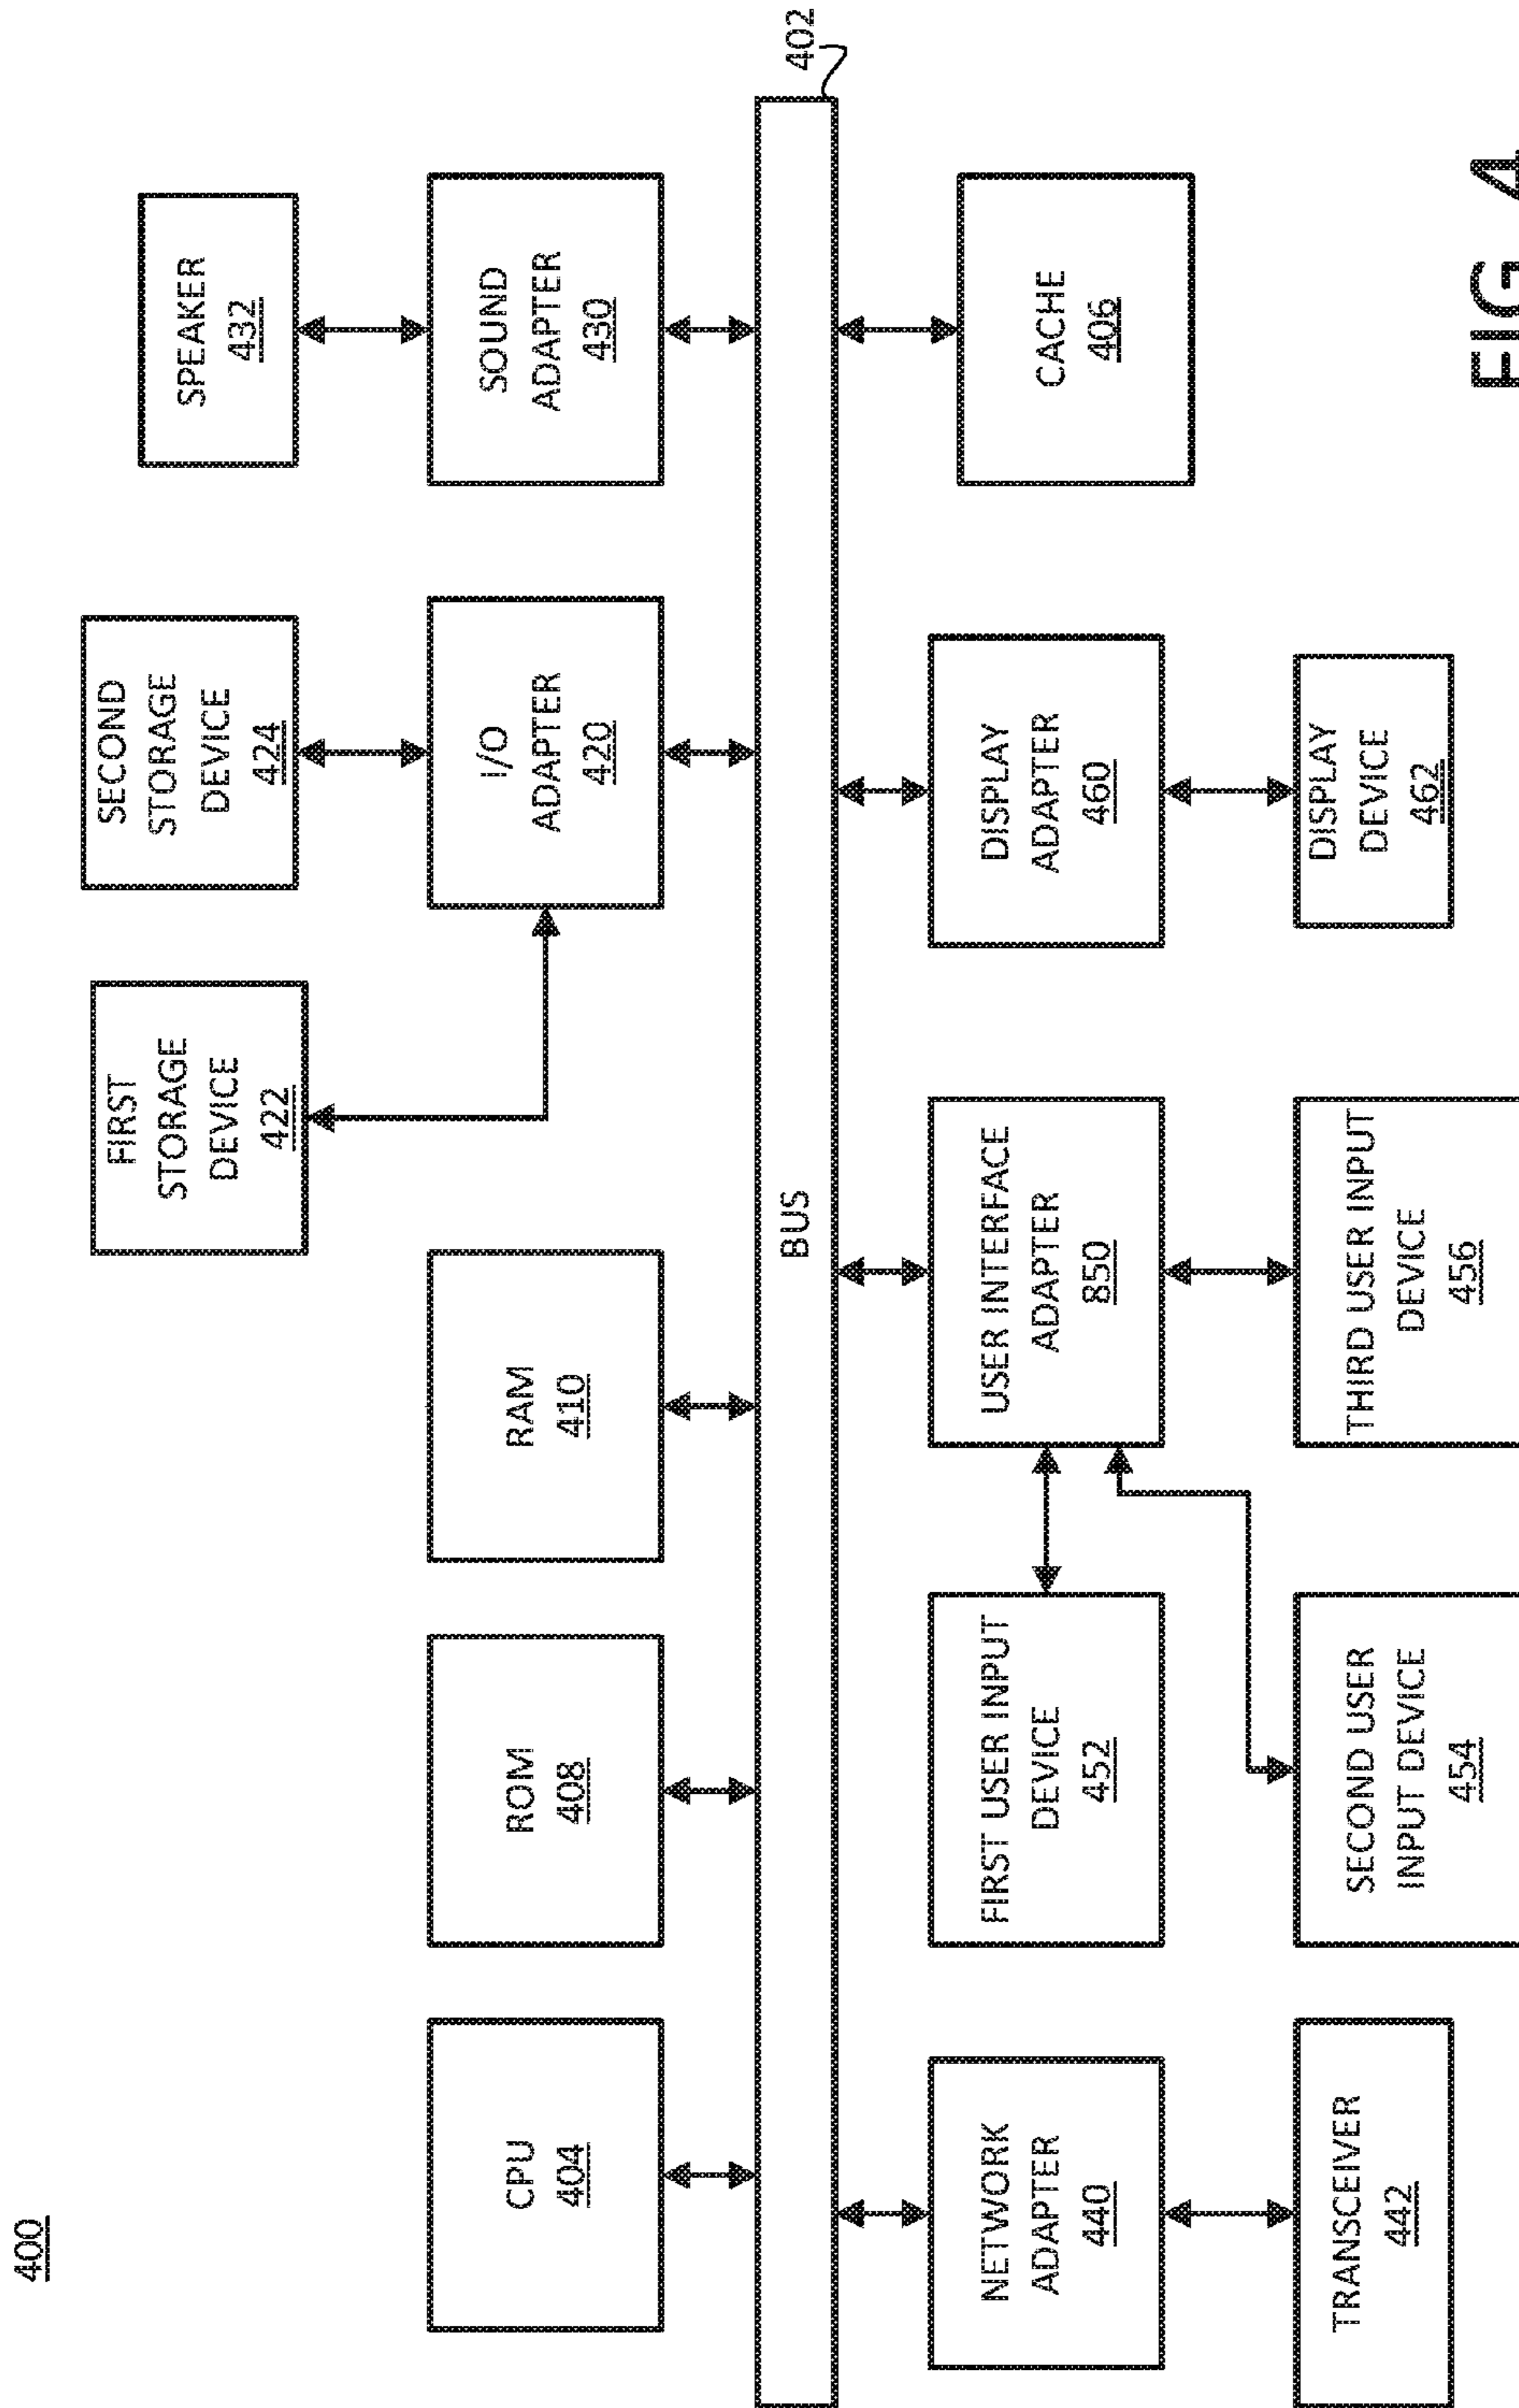 400
FIRST
STORAGE
DEVICE
422
SECOND
STORAGE
DEVICE
424
SPEAKER
432
CPU
404
ROM
408
RAM
410
I/O
ADAPTER
420
SOUND
ADAPTER
430
BUS
402
NETWORK
ADAPTER
440
FIRST USER INPUT
DEVICE
452
USER INTERFACE
ADAPTER
850
DISPLAY
ADAPTER
460
CACHE
406
TRANSCEIVER
442
SECOND USER
INPUT DEVICE
454
THIRD USER INPUT
DEVICE
456
DISPLAY
DEVICE
462
FIG. 4